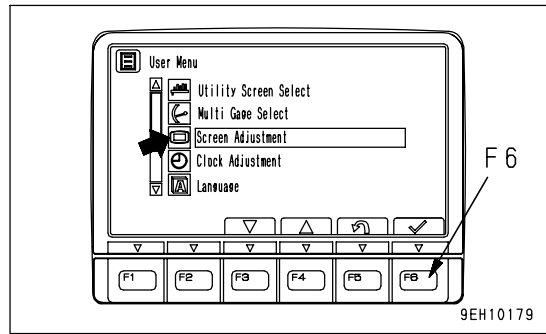 User Menu
Utility Screen Select
Multi Gage Select
Screen Adjustment
Clock Adjustment
A Language
F6
F1 F2 F3 F4 F5 F6
9EH10179